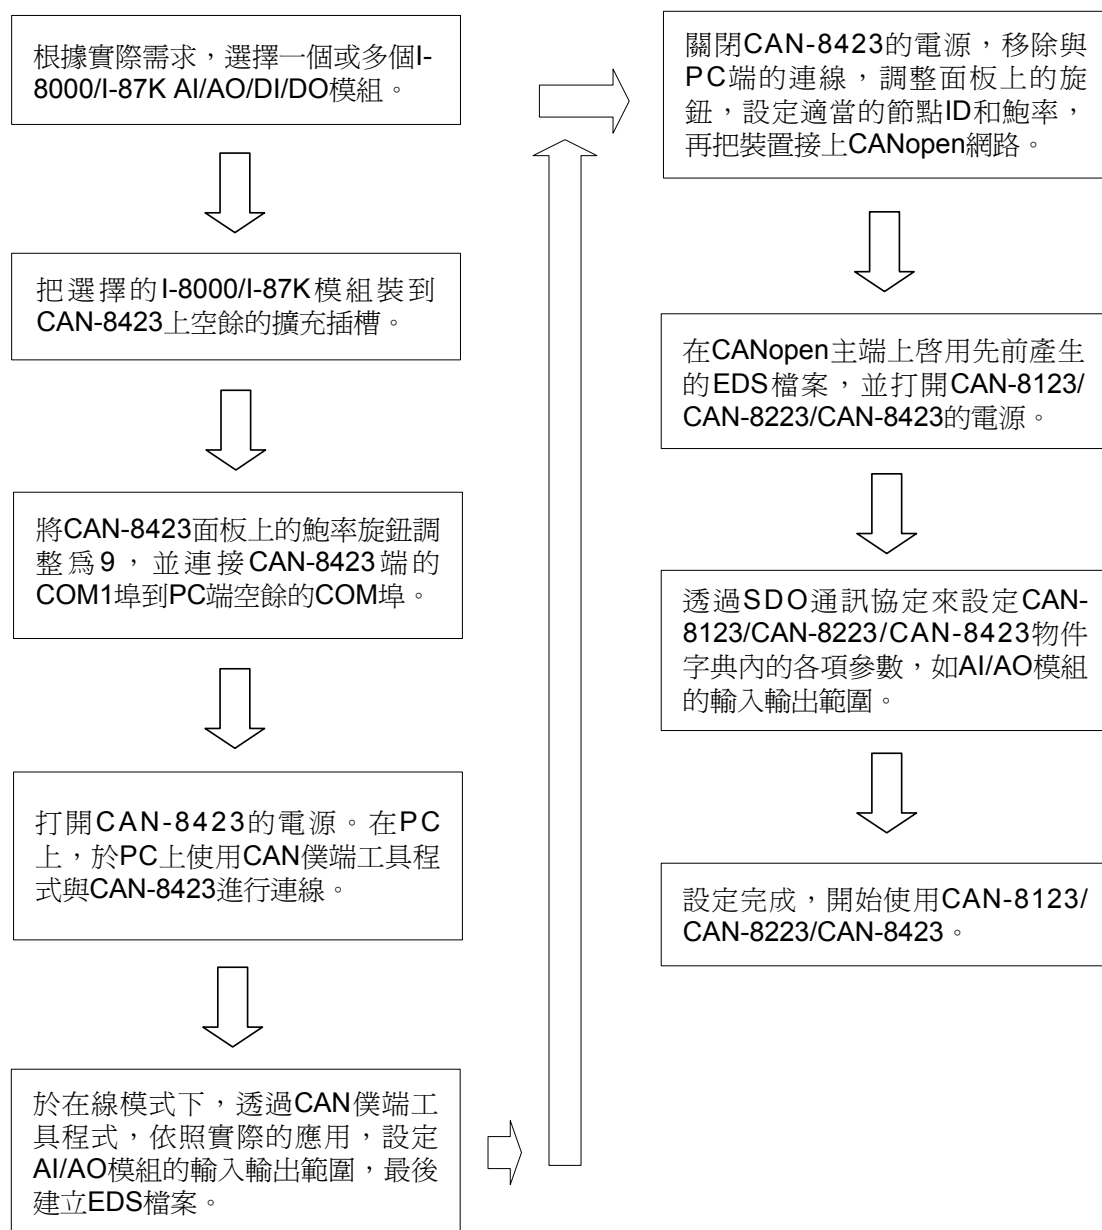 根據實際需求，選擇一個或多個I-
8000/I-87K AI/AO/DI/DO模組。
把選擇的I-8000/I-87K模組裝到
CAN-8423上空餘的擴充插槽。
將CAN-8423面板上的鮑率旋鈕調
整爲9，並連接CAN-8423端的
COM1埠到PC端空餘的COM埠。
打開CAN-8423的電源。在PC
上，於PC上使用CAN僕端工具程
式與CAN-8423進行連線。
於在線模式下，透過CAN僕端工
具程式，依照實際的應用，設定
AI/AO模組的輸入輸出範圍，最後
建立EDS檔案。
關閉CAN-8423的電源，移除與
PC端的連線，調整面板上的旋
鈕，設定適當的節點ID和鮑率，
再把裝置接上CANopen網路。
在CANopen主端上啓用先前產生
的EDS檔案，並打開CAN-8123/
CAN-8223/CAN-8423的電源。
透過SDO通訊協定來設定CAN-
8123/CAN-8223/CAN-8423物件
字典內的各項參數，如AI/AO模組
的輸入輸出範圍。
設定完成，開始使用CAN-8123/
CAN-8223/CAN-8423。